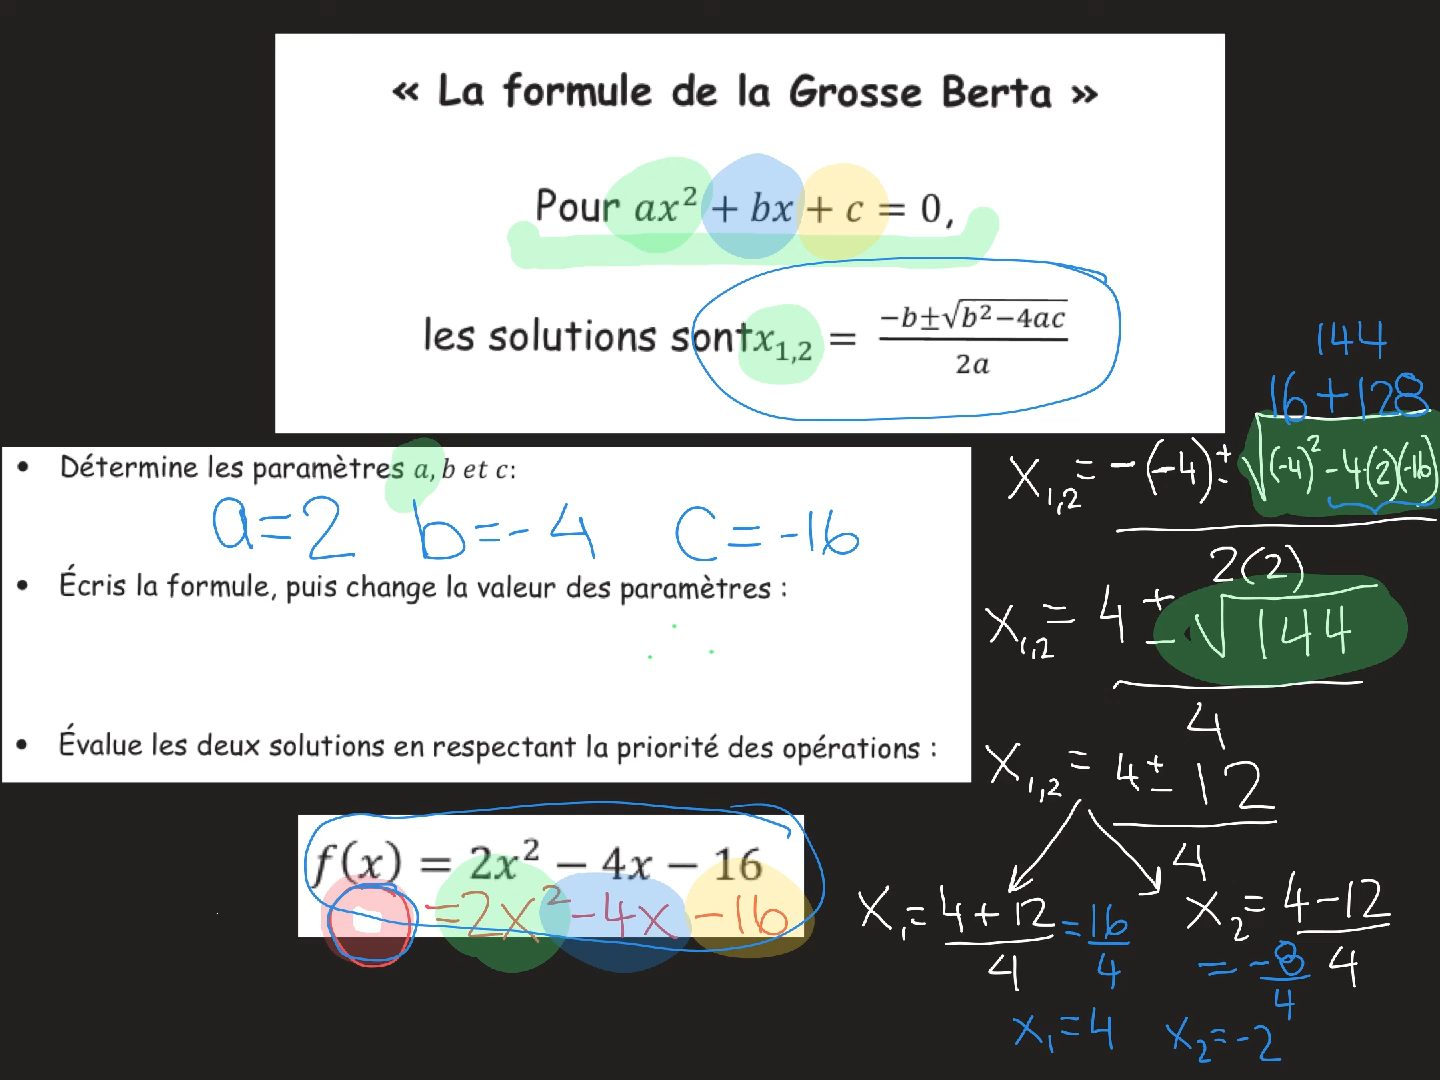 « La formule de la Grosse Berta »
Pour ax² + bx + c = 0,
les solutions sont x₁,₂ = (−b±√(b²−4ac))/(2a)
• Détermine les paramètres a, b et c:
a=2 b=-4 c=-16
• Écris la formule, puis change la valeur des paramètres :
• Évalue les deux solutions en respectant la priorité des opérations :
f(x) = 2x² − 4x − 16
=2x²-4x-16
144
16+128
x₁,₂ = -(-4) ± √((-4)² - 4(2)(-16))
2(2)
x₁,₂ = 4 ± √144
4
x₁,₂ = 4 ± 12
4
x₁ = 4+12 = 16
4 4
x₁ = 4
x₂ = 4-12
4
= -8
4
x₂ = -2